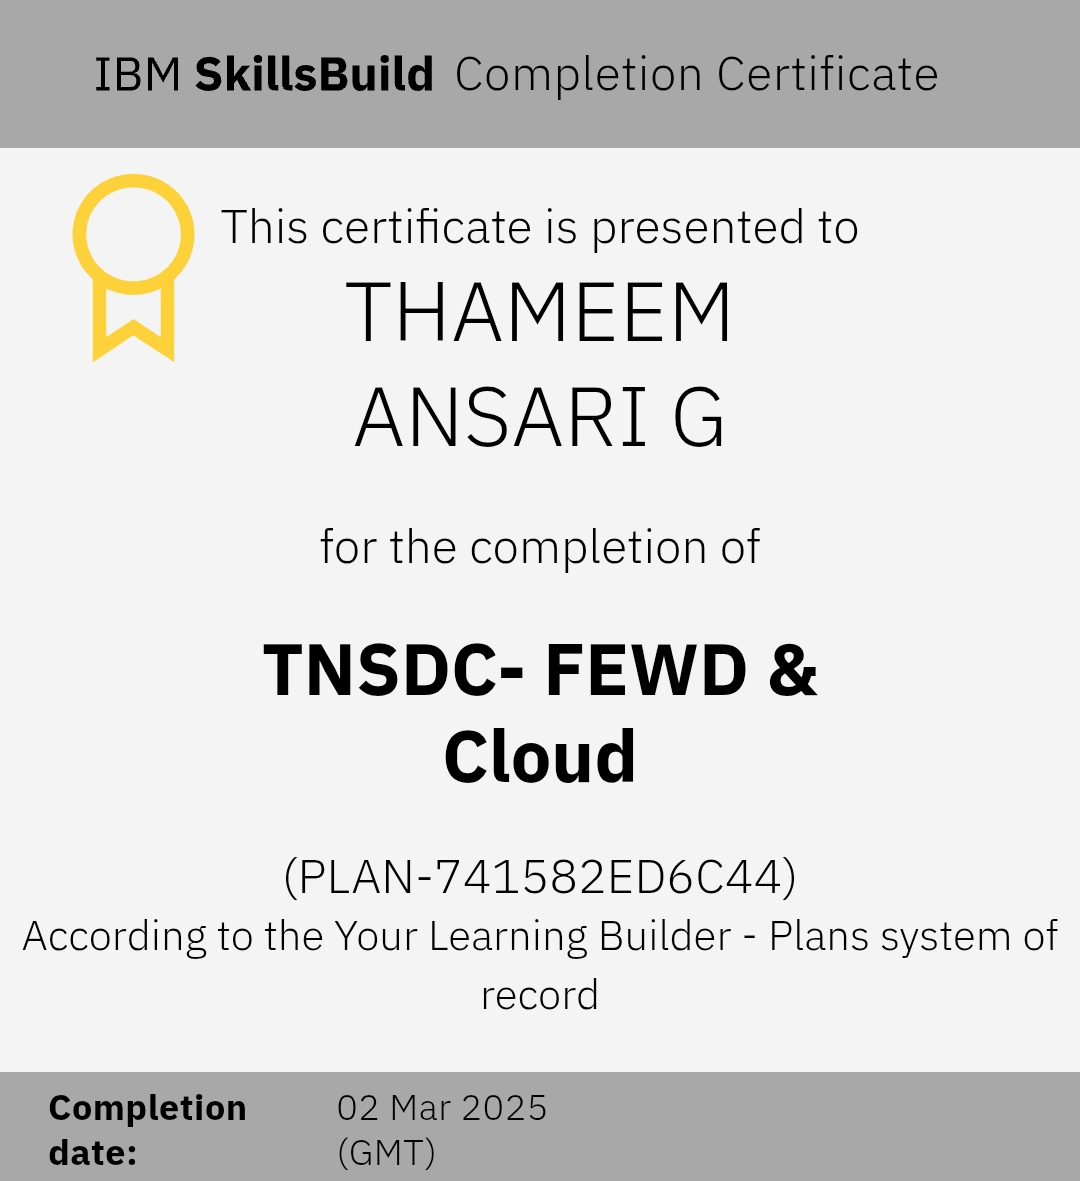 IBM SkillsBuild Completion Certificate
This certificate is presented to
THAMEEM
ANSARI G
for the completion of
TNSDC- FEWD &
Cloud
(PLAN-741582ED6C44)
According to the Your Learning Builder - Plans system of
record
Completion date: 02 Mar 2025 (GMT)